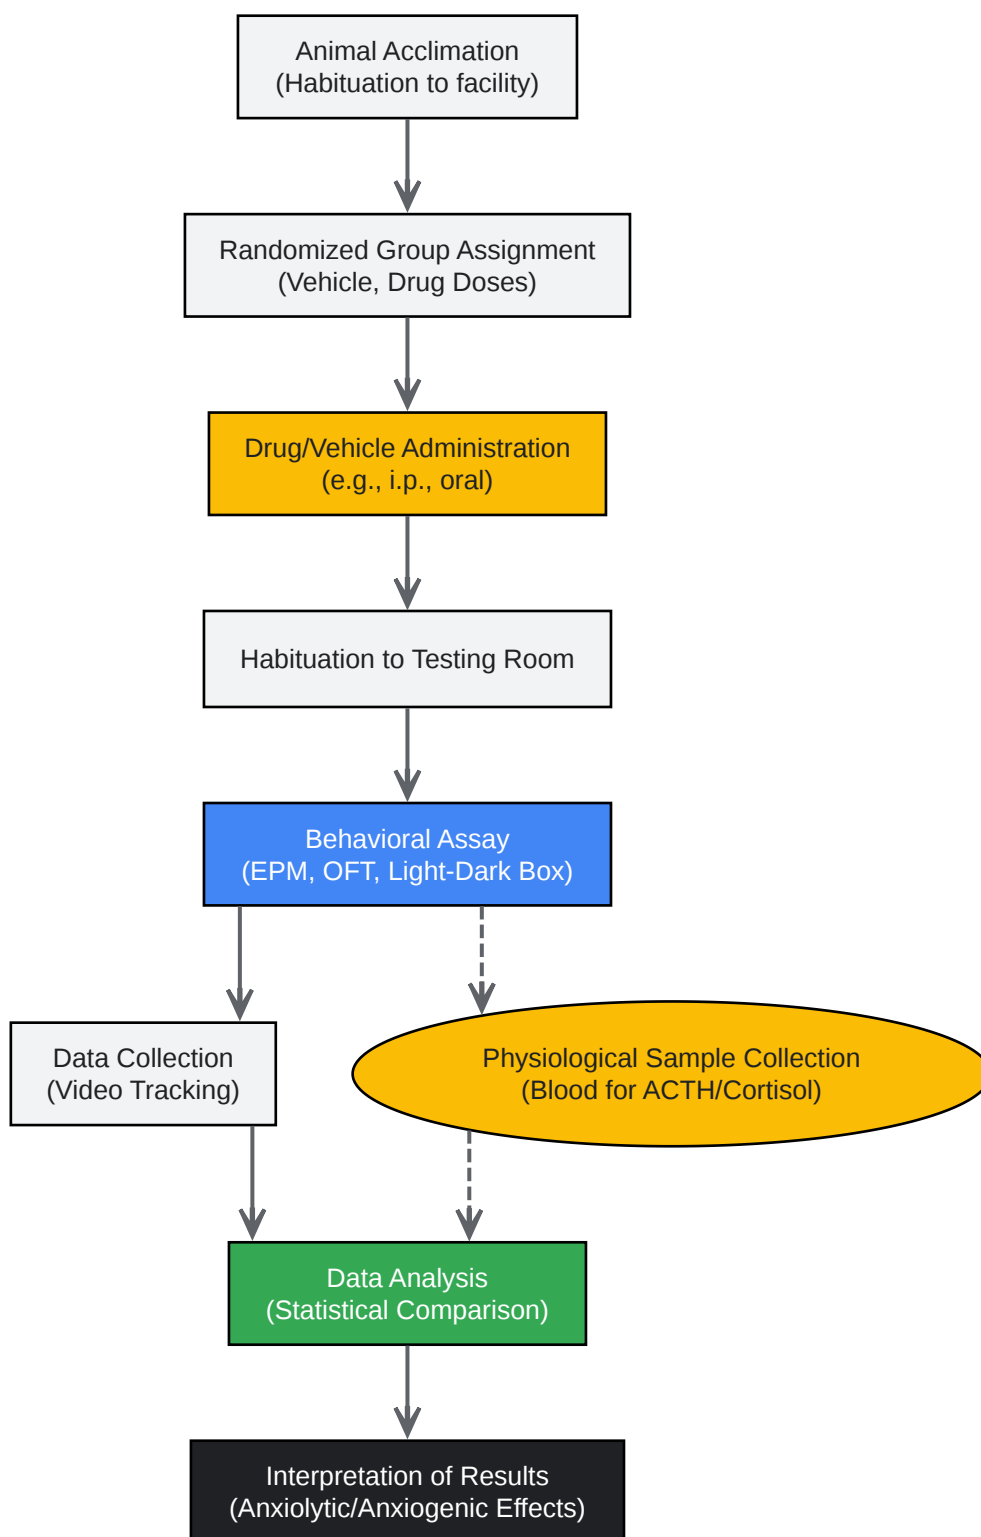 Animal Acclimation
(Habituation to facility)
Randomized Group Assignment
(Vehicle, Drug Doses)
Drug/Vehicle Administration
(e.g., i.p., oral)
Habituation to Testing Room
Behavioral Assay
(EPM, OFT, Light-Dark Box)
Data Collection
(Video Tracking)
Physiological Sample Collection
(Blood for ACTH/Cortisol)
Data Analysis
(Statistical Comparison)
Interpretation of Results
(Anxiolytic/Anxiogenic Effects)